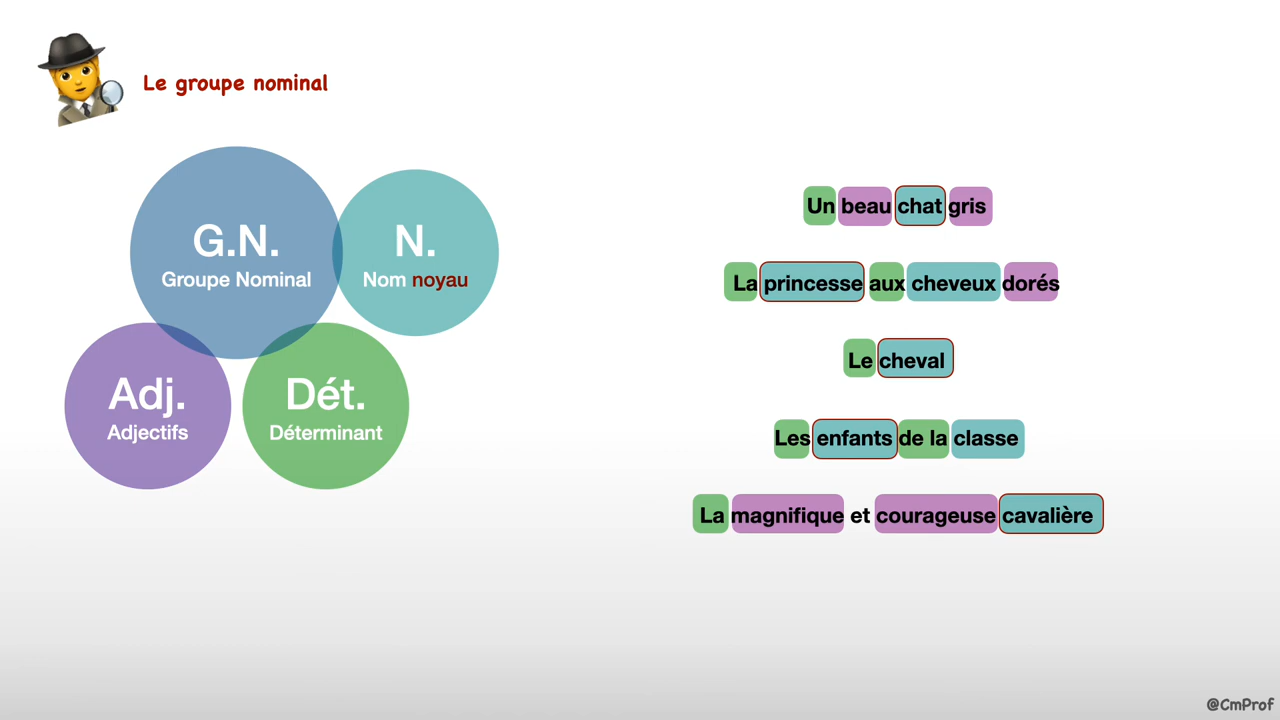 Le groupe nominal
G.N.
Groupe Nominal
N.
Nom noyau
Adj.
Adjectifs
Dét.
Déterminant
Un beau chat gris
La princesse aux cheveux dorés
Le cheval
Les enfants de la classe
La magnifique et courageuse cavalière
@CmProf